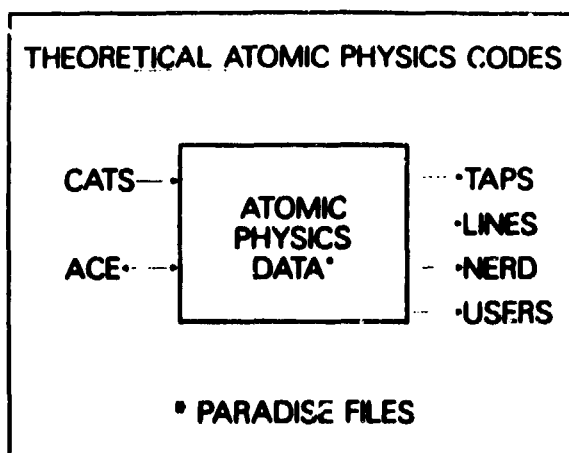 THEORETICAL ATOMIC PHYSICS CODES
CATS
ACE
ATOMIC
PHYSICS
DATA*
TAPS
LINES
NERD
USERS
* PARADISE FILES